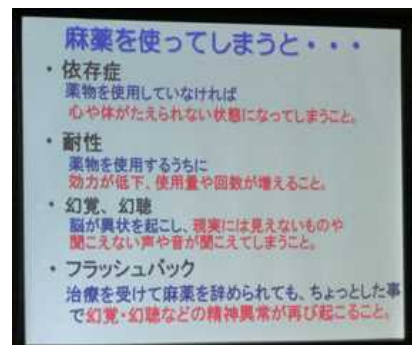 麻薬を使ってしまうと・・・
・依存症
薬物を使用していなければ
心や体がたえられない状態になってしまうこと。
・耐性
薬物を使用するうちに
効力が低下、使用量や回数が増えること。
・幻覚、幻聴
脳が異状を起こし、現実には見えないものや
聞こえない声や音が聞こえてしまうこと。
・フラッシュバック
治療を受けて麻薬を辞められても、ちょっとした事
で幻覚・幻聴などの精神異常が再び起こること。